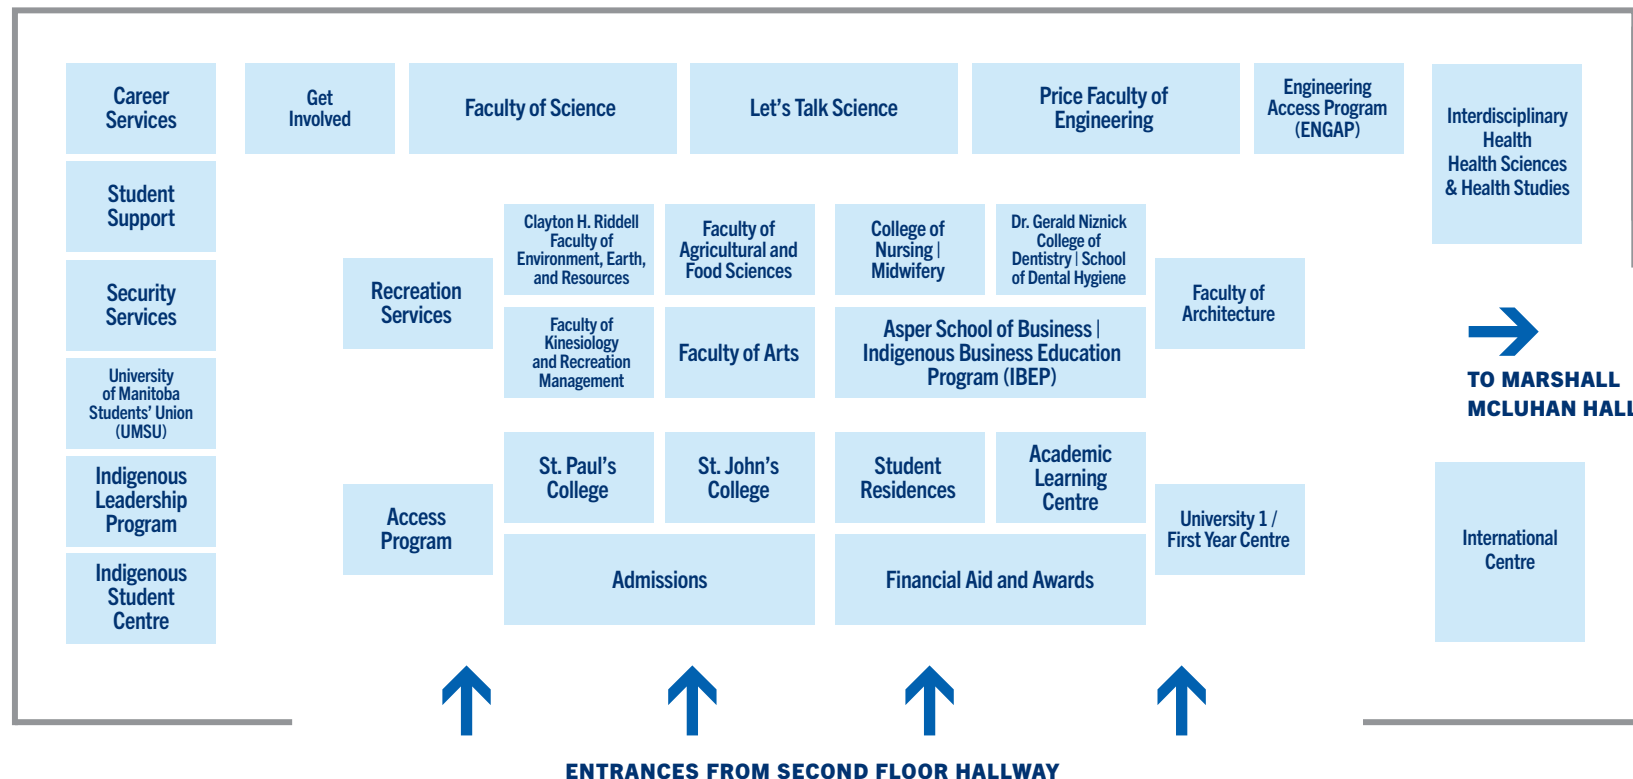 Career
Services
Get
Involved
Faculty of Science
Let's Talk Science
Price Faculty of
Engineering
Engineering
Access Program
(ENGAP)
Interdisciplinary
Health
Health Sciences
& Health Studies
Student
Support
Security
Services
University
of Manitoba
Students' Union
(UMSU)
Indigenous
Leadership
Program
Indigenous
Student
Centre
Recreation
Services
Clayton H. Riddell
Faculty of
Environment, Earth,
and Resources
Faculty of
Agricultural and
Food Sciences
College of
Nursing |
Midwifery
Dr. Gerald Niznick
College of
Dentistry | School
of Dental Hygiene
Faculty of
Architecture
Faculty of
Kinesiology
and Recreation
Management
Faculty of Arts
Asper School of Business |
Indigenous Business Education
Program (IBEP)
TO MARSHALL
MCLUHAN HALL
Access
Program
St. Paul's
College
St. John's
College
Student
Residences
Academic
Learning
Centre
University 1 /
First Year Centre
Admissions
Financial Aid and Awards
International
Centre
ENTRANCES FROM SECOND FLOOR HALLWAY